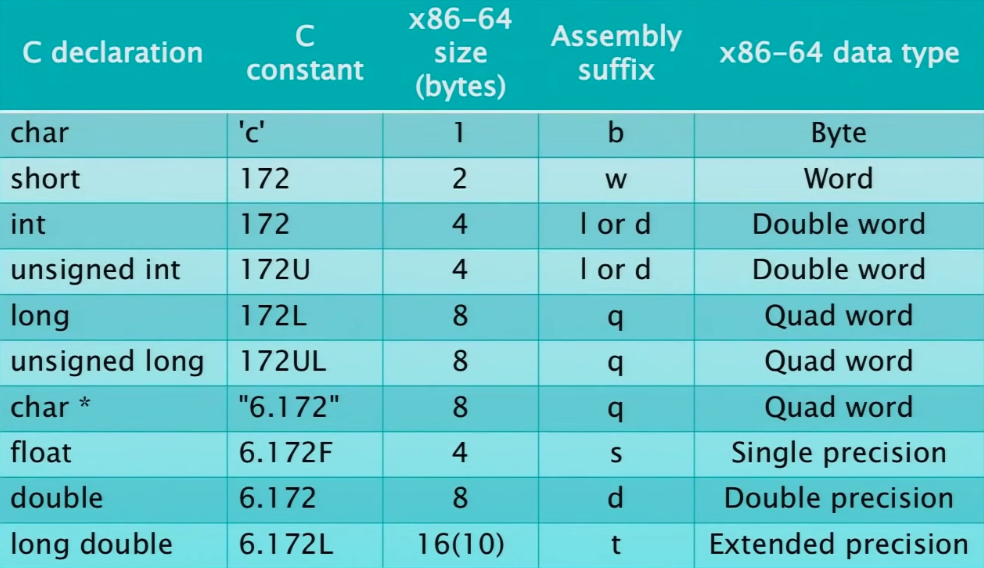 C declaration | C constant | x86-64 size (bytes) | Assembly suffix | x86-64 data type
char | 'c' | 1 | b | Byte
short | 172 | 2 | w | Word
int | 172 | 4 | l or d | Double word
unsigned int | 172U | 4 | l or d | Double word
long | 172L | 8 | q | Quad word
unsigned long | 172UL | 8 | q | Quad word
char * | "6.172" | 8 | q | Quad word
float | 6.172F | 4 | s | Single precision
double | 6.172 | 8 | d | Double precision
long double | 6.172L | 16(10) | t | Extended precision